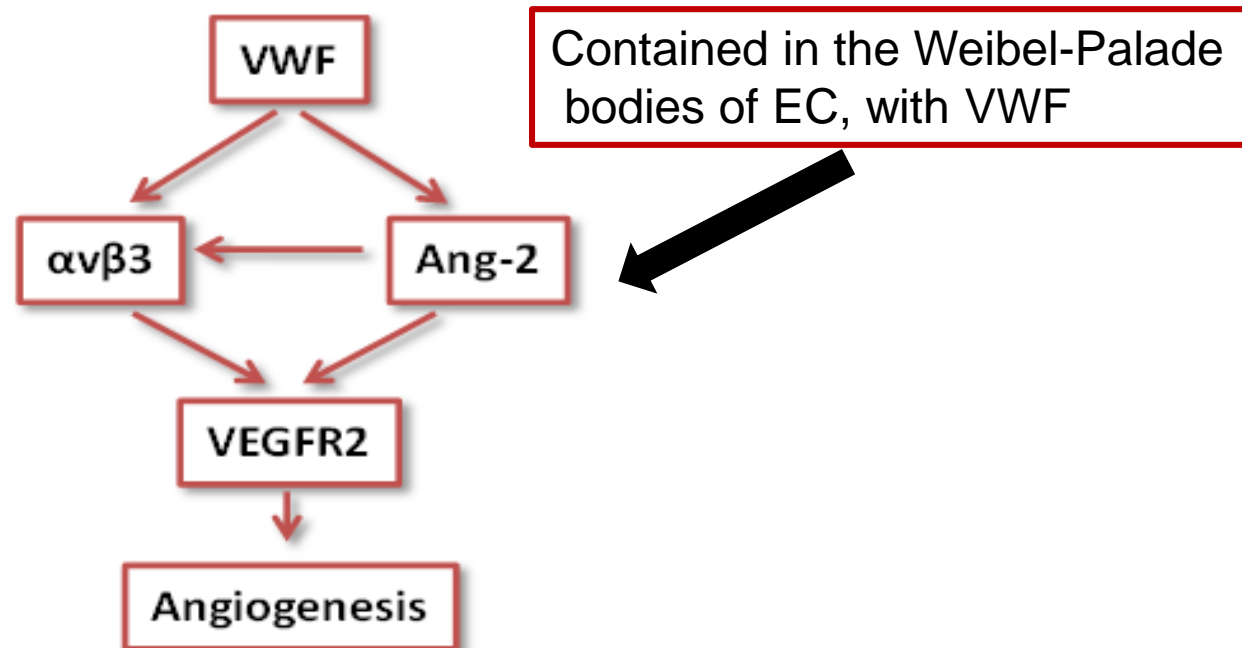 VWF
Contained in the Weibel-Palade
bodies of EC, with VWF
αvβ3
Ang-2
VEGFR2
Angiogenesis